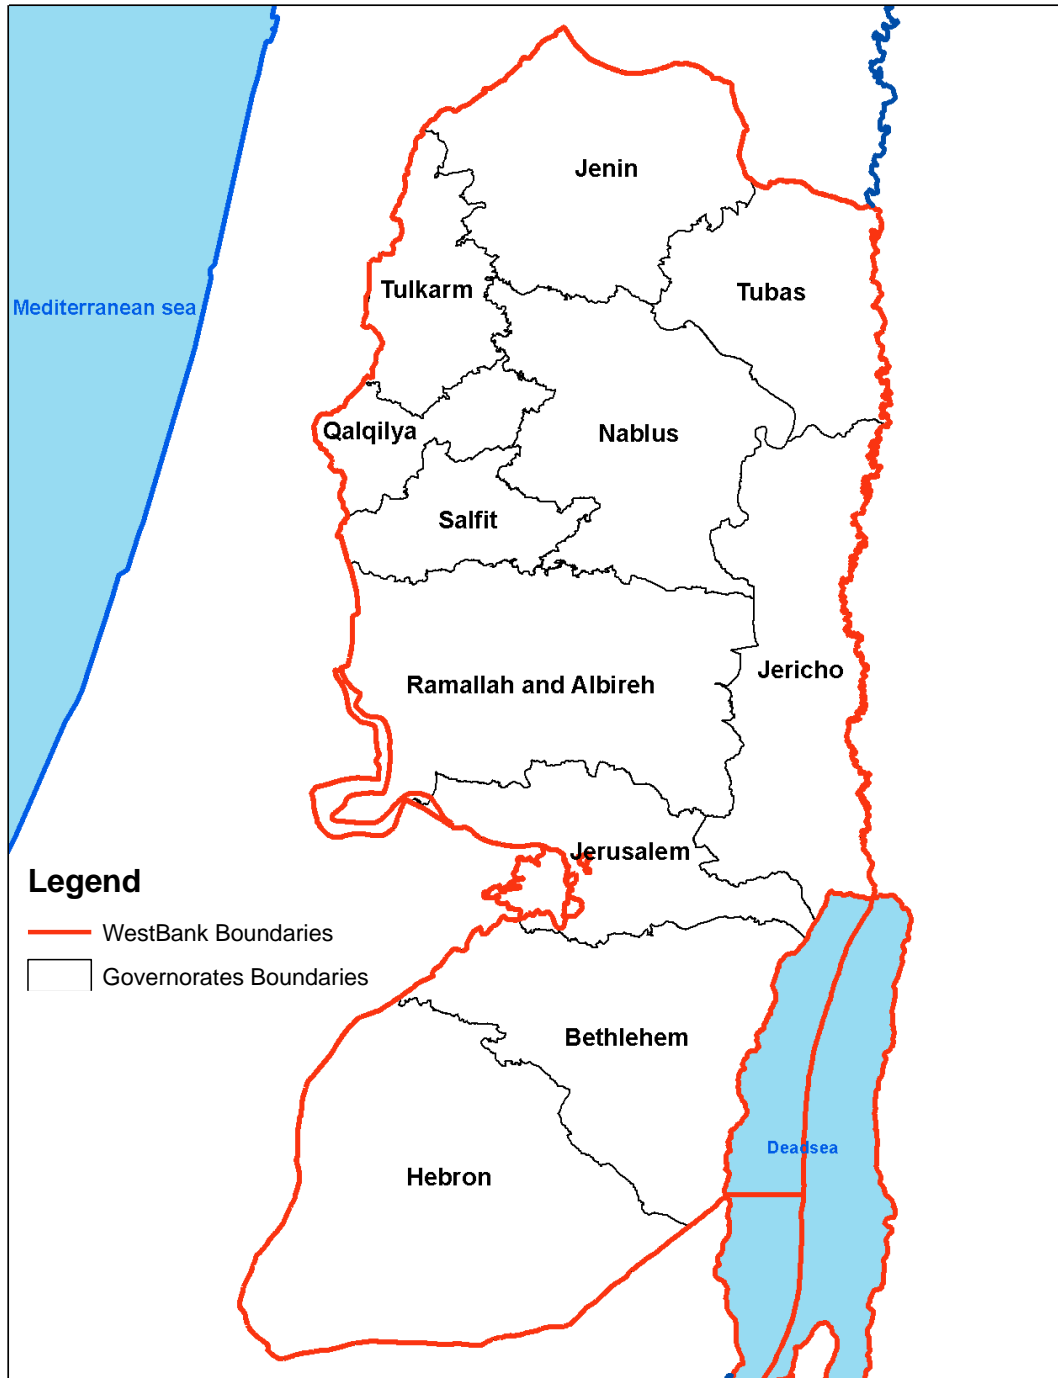 Jenin
Tulkarm
Tubas
Mediterranean sea
Qalqilya
Nablus
Salfit
Jericho
Ramallah and Albireh
Jerusalem
Legend
WestBank Boundaries
Governorates Boundaries
Bethlehem
Deadsea
Hebron